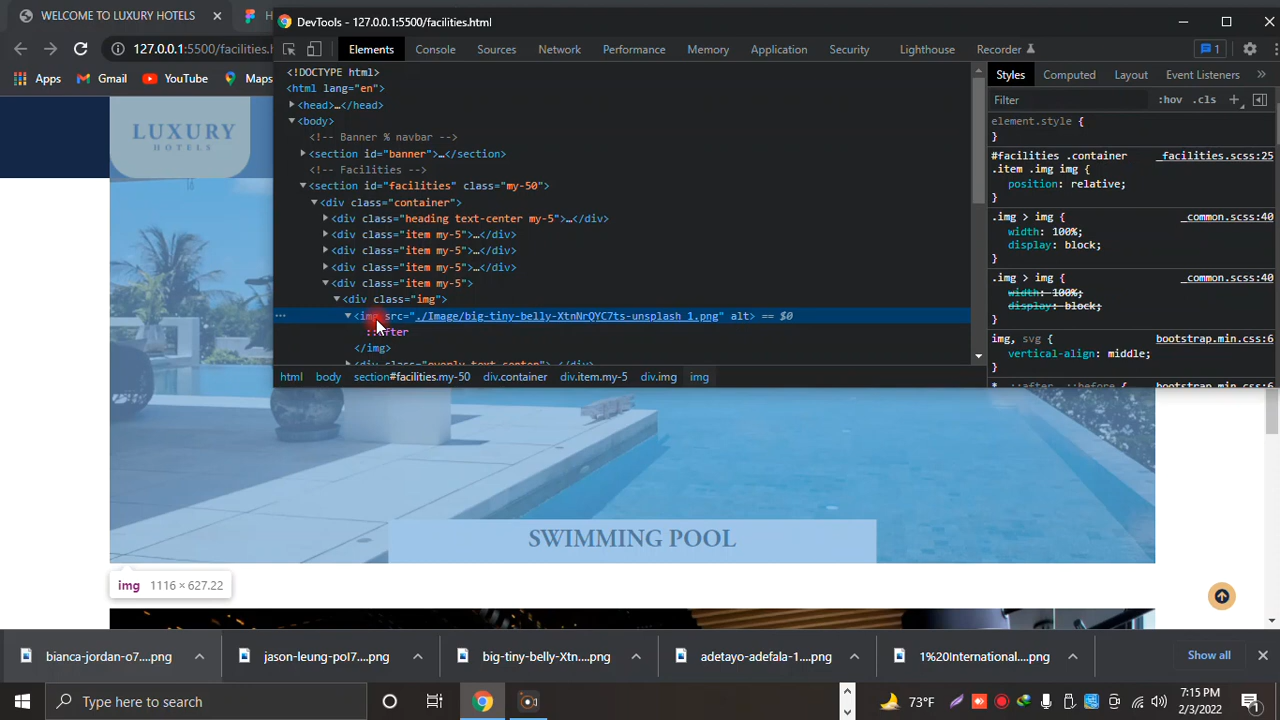 WELCOME TO LUXURY HOTELS
DevTools - 127.0.0.1:5500/facilities.html
127.0.0.1:5500/facilities.h
Elements Console Sources Network Performance Memory Application Security Lighthouse Recorder 1
Apps Gmail YouTube Maps
<!DOCTYPE html>
<html lang="en">
<head>…</head>
<body>
<!-- Banner % navbar -->
<section id="banner">…</section>
<!-- Facilities -->
<section id="facilities" class="my-50">
<div class="container">
<div class="heading text-center my-5">…</div>
<div class="item my-5">…</div>
<div class="item my-5">…</div>
<div class="item my-5">…</div>
<div class="item my-5">
<div class="img">
<img src="./Image/big-tiny-belly-XtnNrQYC7ts-unsplash 1.png" alt> == $0
::after
</img>
html body section#facilities.my-50 div.container div.item.my-5 div.img img
Styles Computed Layout Event Listeners
Filter :hov .cls
element.style {
}
#facilities .container _facilities.scss:25
.item .img img {
position: relative;
}
.img > img { _common.scss:40
width: 100%;
display: block;
}
.img > img { _common.scss:40
width: 100%;
display: block;
}
img, svg { bootstrap.min.css:6
vertical-align: middle;
}
*, ::after, ::before { bootstrap.min.css:6
LUXURY
HOTELS
SWIMMING POOL
img 1116 × 627.22
bianca-jordan-o7....png jason-leung-poI7....png big-tiny-belly-Xtn....png adetayo-adefala-1....png 1%20International....png Show all
Type here to search
73°F
7:15 PM
2/3/2022
1